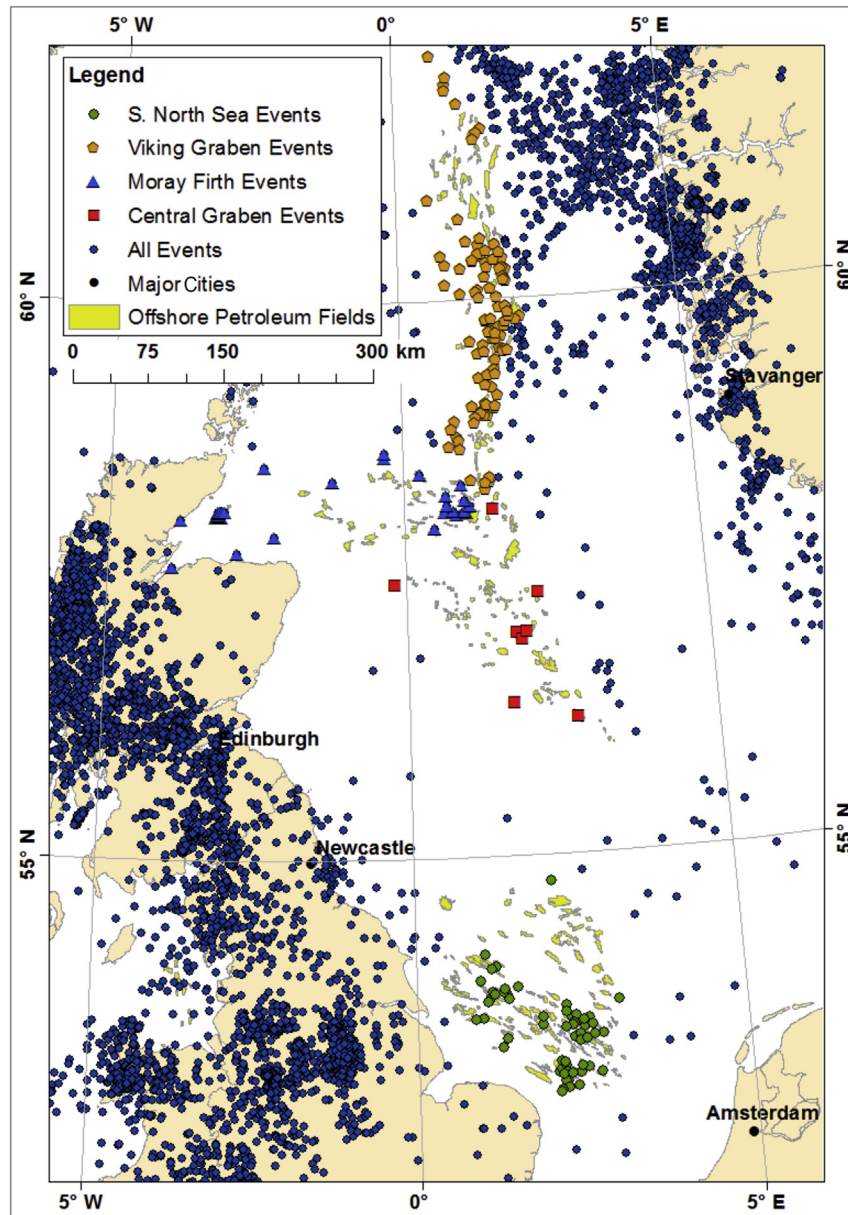 5° W 0° 5° E
Legend
S. North Sea Events
Viking Graben Events
Moray Firth Events
Central Graben Events
All Events
Major Cities
Offshore Petroleum Fields
0 75 150 300 km
60° N
60° N
Stavanger
Edinburgh
Newcastle
55° N
55° N
Amsterdam
5° W 0° 5° E